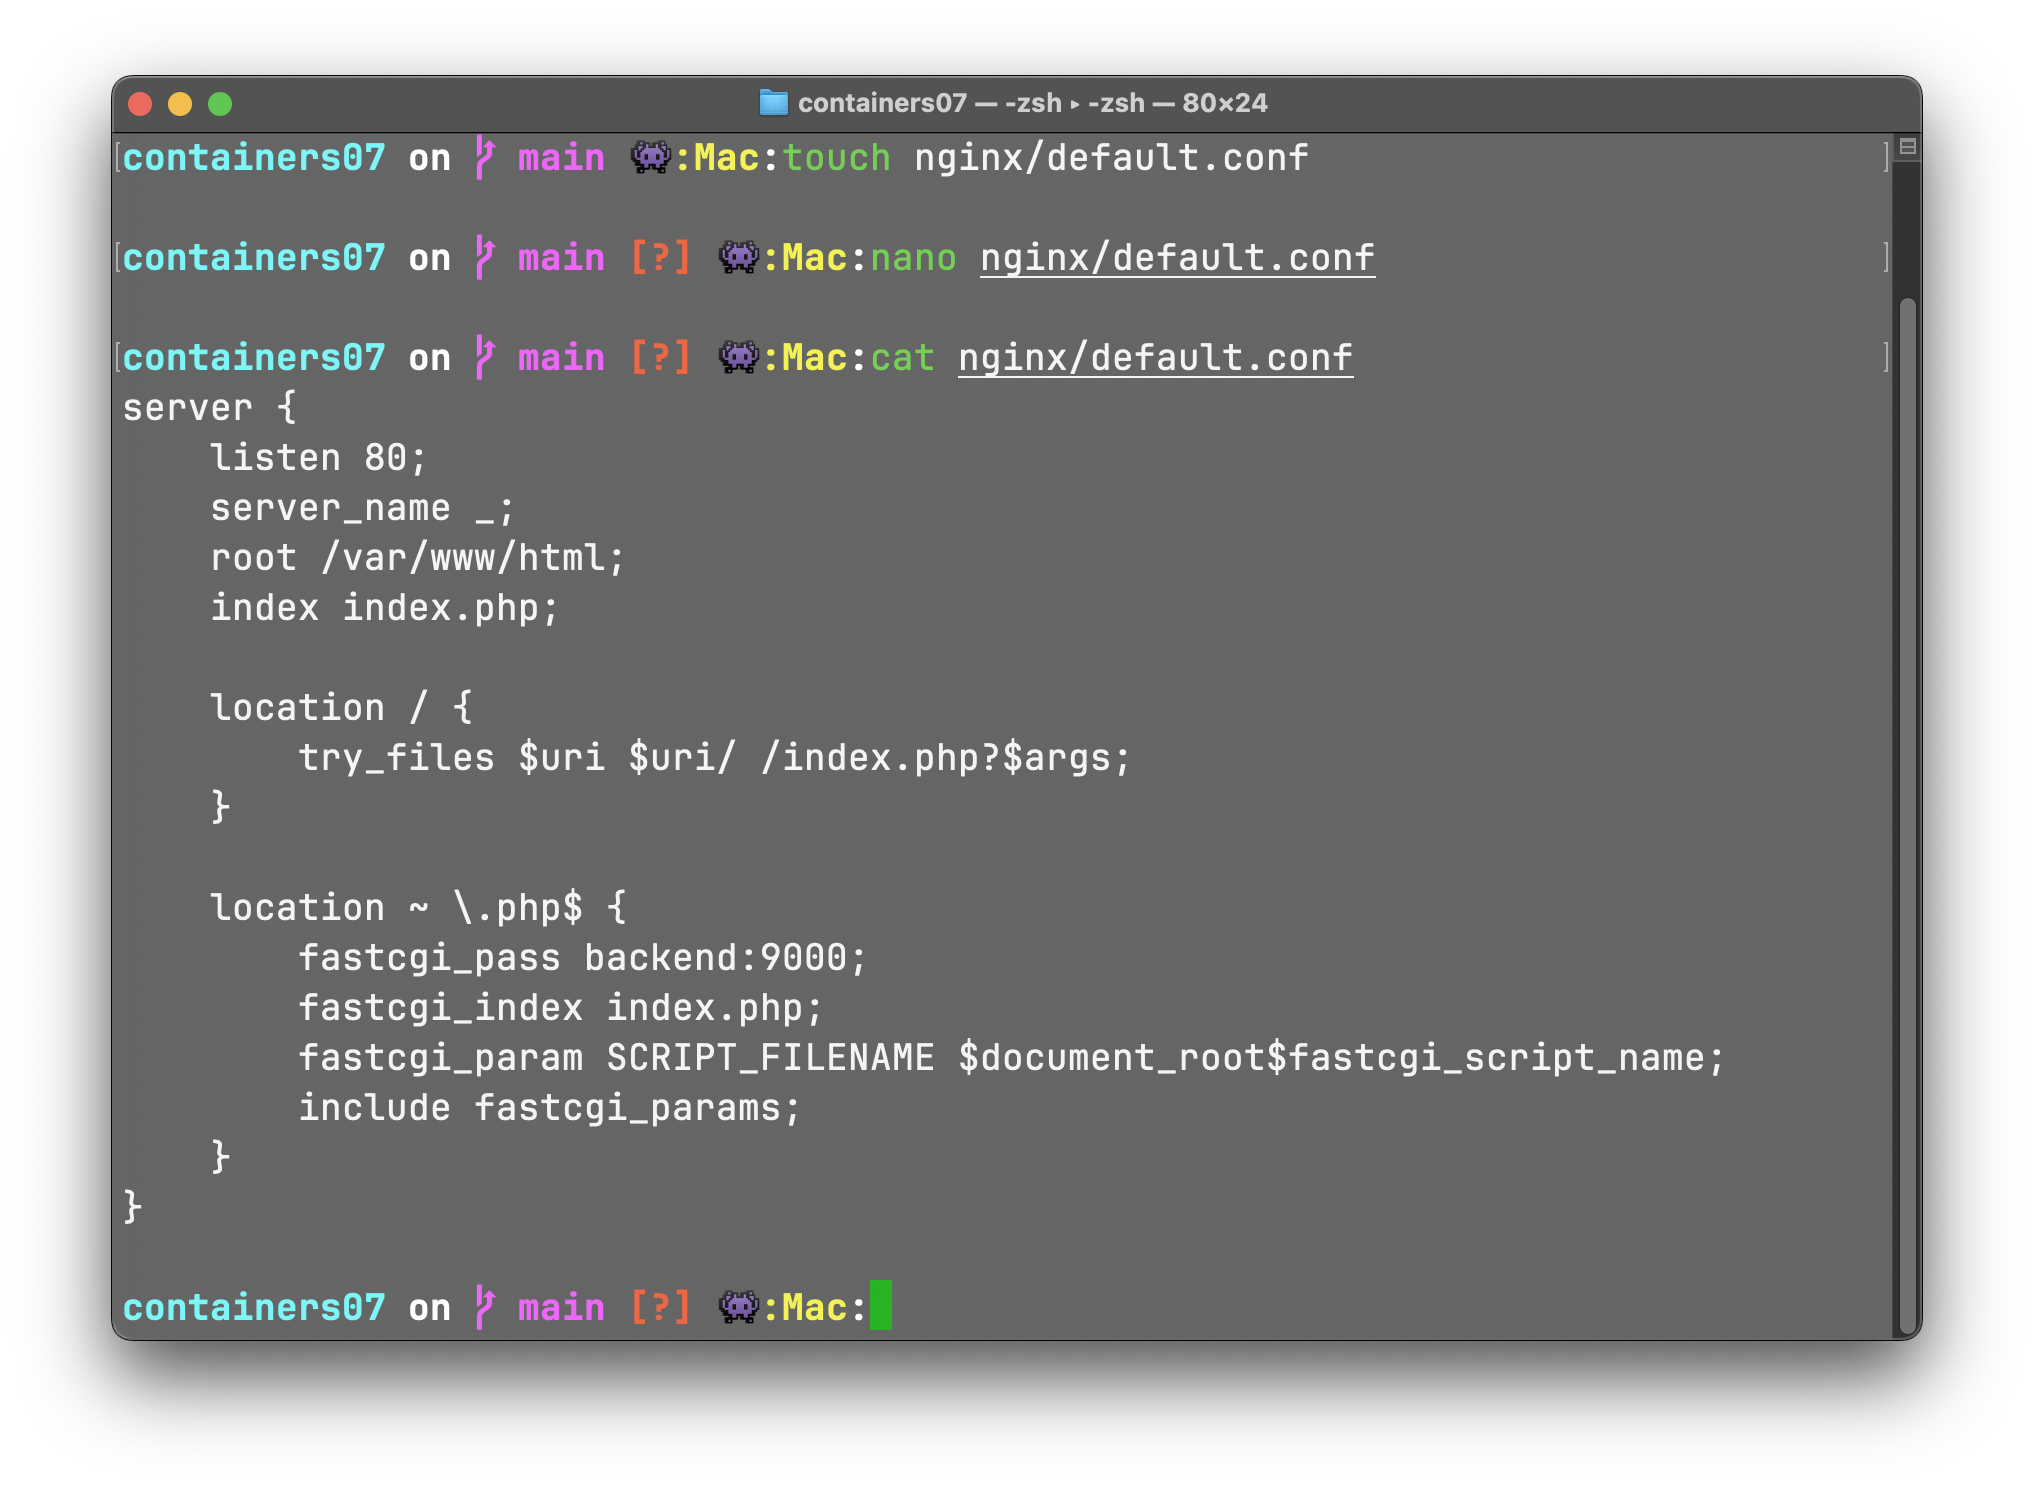 containers07 — -zsh ▸ -zsh — 80×24
containers07 on main 👾:Mac:touch nginx/default.conf
containers07 on main [?] 👾:Mac:nano nginx/default.conf
containers07 on main [?] 👾:Mac:cat nginx/default.conf
server {
    listen 80;
    server_name _;
    root /var/www/html;
    index index.php;
    location / {
        try_files $uri $uri/ /index.php?$args;
    }
    location ~ \.php$ {
        fastcgi_pass backend:9000;
        fastcgi_index index.php;
        fastcgi_param SCRIPT_FILENAME $document_root$fastcgi_script_name;
        include fastcgi_params;
    }
}
containers07 on main [?] 👾:Mac: